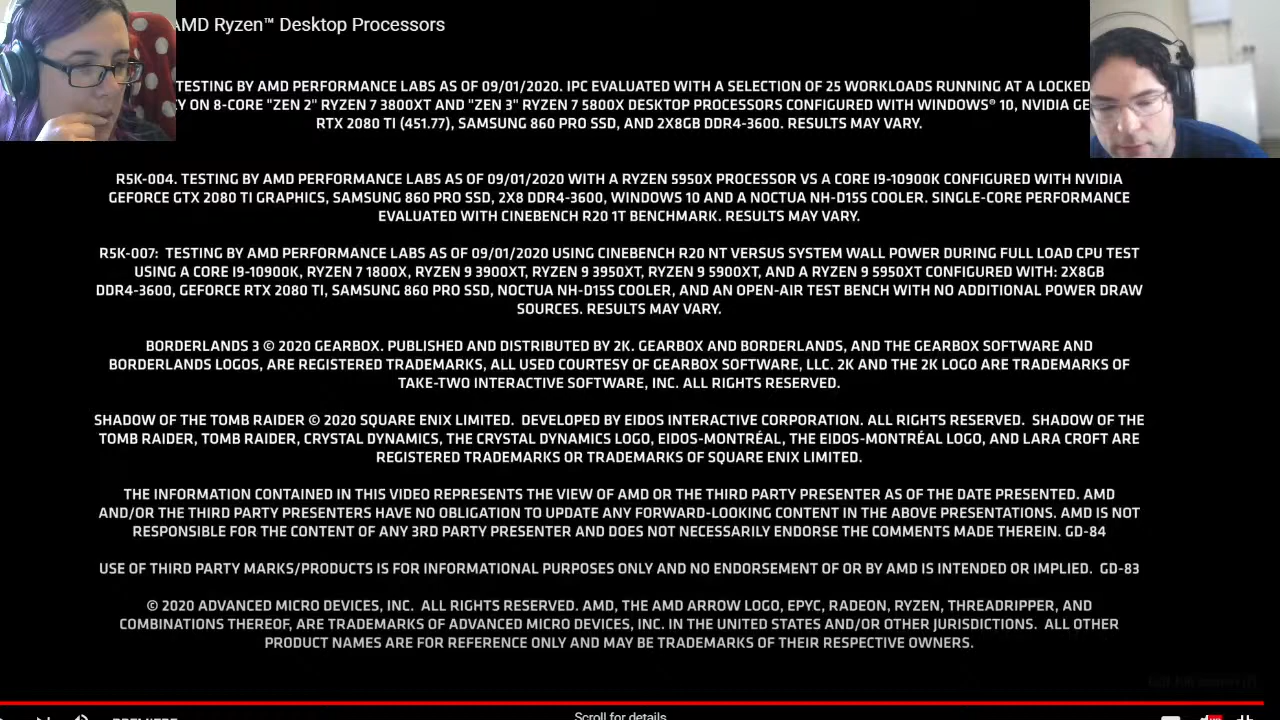 AMD Ryzen™ Desktop Processors
TESTING BY AMD PERFORMANCE LABS AS OF 09/01/2020. IPC EVALUATED WITH A SELECTION OF 25 WORKLOADS RUNNING AT A LOCKED
ON 8-CORE "ZEN 2" RYZEN 7 3800XT AND "ZEN 3" RYZEN 7 5800X DESKTOP PROCESSORS CONFIGURED WITH WINDOWS® 10, NVIDIA
RTX 2080 TI (451.77), SAMSUNG 860 PRO SSD, AND 2X8GB DDR4-3600. RESULTS MAY VARY.
R5K-004. TESTING BY AMD PERFORMANCE LABS AS OF 09/01/2020 WITH A RYZEN 5950X PROCESSOR VS A CORE I9-10900K CONFIGURED WITH NVIDIA
GEFORCE GTX 2080 TI GRAPHICS, SAMSUNG 860 PRO SSD, 2X8 DDR4-3600, WINDOWS 10 AND A NOCTUA NH-D15S COOLER. SINGLE-CORE PERFORMANCE
EVALUATED WITH CINEBENCH R20 1T BENCHMARK. RESULTS MAY VARY.
R5K-007: TESTING BY AMD PERFORMANCE LABS AS OF 09/01/2020 USING CINEBENCH R20 NT VERSUS SYSTEM WALL POWER DURING FULL LOAD CPU TEST
USING A CORE I9-10900K, RYZEN 7 1800X, RYZEN 9 3900XT, RYZEN 9 3950XT, RYZEN 9 5900XT, AND A RYZEN 9 5950XT CONFIGURED WITH: 2X8GB
DDR4-3600, GEFORCE RTX 2080 TI, SAMSUNG 860 PRO SSD, NOCTUA NH-D15S COOLER, AND AN OPEN-AIR TEST BENCH WITH NO ADDITIONAL POWER DRAW
SOURCES. RESULTS MAY VARY.
BORDERLANDS 3 © 2020 GEARBOX. PUBLISHED AND DISTRIBUTED BY 2K. GEARBOX AND BORDERLANDS, AND THE GEARBOX SOFTWARE AND
BORDERLANDS LOGOS, ARE REGISTERED TRADEMARKS, ALL USED COURTESY OF GEARBOX SOFTWARE, LLC. 2K AND THE 2K LOGO ARE TRADEMARKS OF
TAKE-TWO INTERACTIVE SOFTWARE, INC. ALL RIGHTS RESERVED.
SHADOW OF THE TOMB RAIDER © 2020 SQUARE ENIX LIMITED. DEVELOPED BY EIDOS INTERACTIVE CORPORATION. ALL RIGHTS RESERVED. SHADOW OF THE
TOMB RAIDER, TOMB RAIDER, CRYSTAL DYNAMICS, THE CRYSTAL DYNAMICS LOGO, EIDOS-MONTRÉAL, THE EIDOS-MONTRÉAL LOGO, AND LARA CROFT ARE
REGISTERED TRADEMARKS OR TRADEMARKS OF SQUARE ENIX LIMITED.
THE INFORMATION CONTAINED IN THIS VIDEO REPRESENTS THE VIEW OF AMD OR THE THIRD PARTY PRESENTER AS OF THE DATE PRESENTED. AMD
AND/OR THE THIRD PARTY PRESENTERS HAVE NO OBLIGATION TO UPDATE ANY FORWARD-LOOKING CONTENT IN THE ABOVE PRESENTATIONS. AMD IS NOT
RESPONSIBLE FOR THE CONTENT OF ANY 3RD PARTY PRESENTER AND DOES NOT NECESSARILY ENDORSE THE COMMENTS MADE THEREIN. GD-84
USE OF THIRD PARTY MARKS/PRODUCTS IS FOR INFORMATIONAL PURPOSES ONLY AND NO ENDORSEMENT OF OR BY AMD IS INTENDED OR IMPLIED. GD-83
© 2020 ADVANCED MICRO DEVICES, INC. ALL RIGHTS RESERVED. AMD, THE AMD ARROW LOGO, EPYC, RADEON, RYZEN, THREADRIPPER, AND
COMBINATIONS THEREOF, ARE TRADEMARKS OF ADVANCED MICRO DEVICES, INC. IN THE UNITED STATES AND/OR OTHER JURISDICTIONS. ALL OTHER
PRODUCT NAMES ARE FOR REFERENCE ONLY AND MAY BE TRADEMARKS OF THEIR RESPECTIVE OWNERS.
Scroll for details